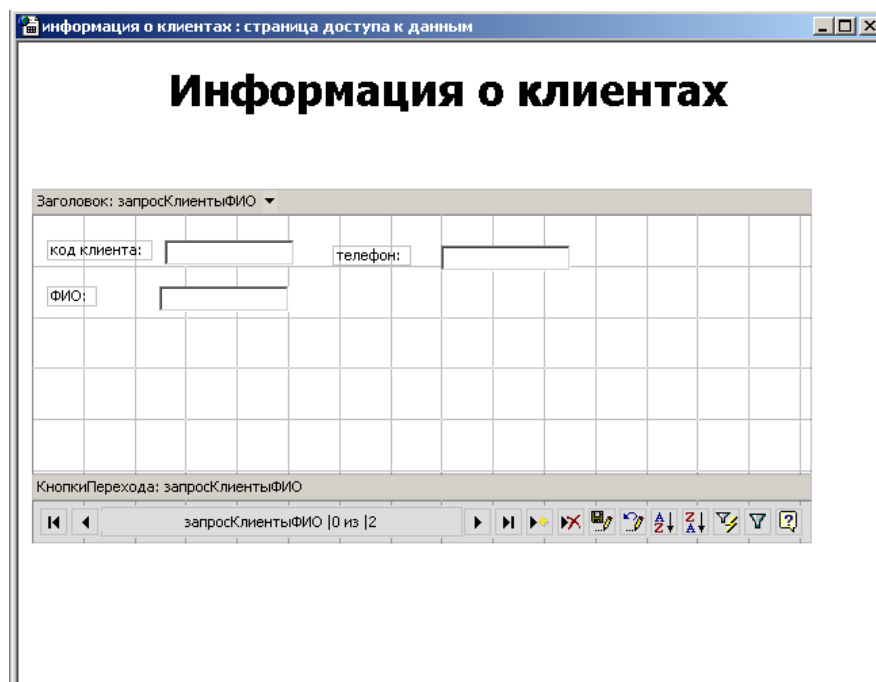 информация о клиентах : страница доступа к данным
Информация о клиентах
Заголовок: запросКлиентыФИО
код клиента:
телефон:
ФИО:
КнопкиПерехода: запросКлиентыФИО
запросКлиентыФИО |0 из |2